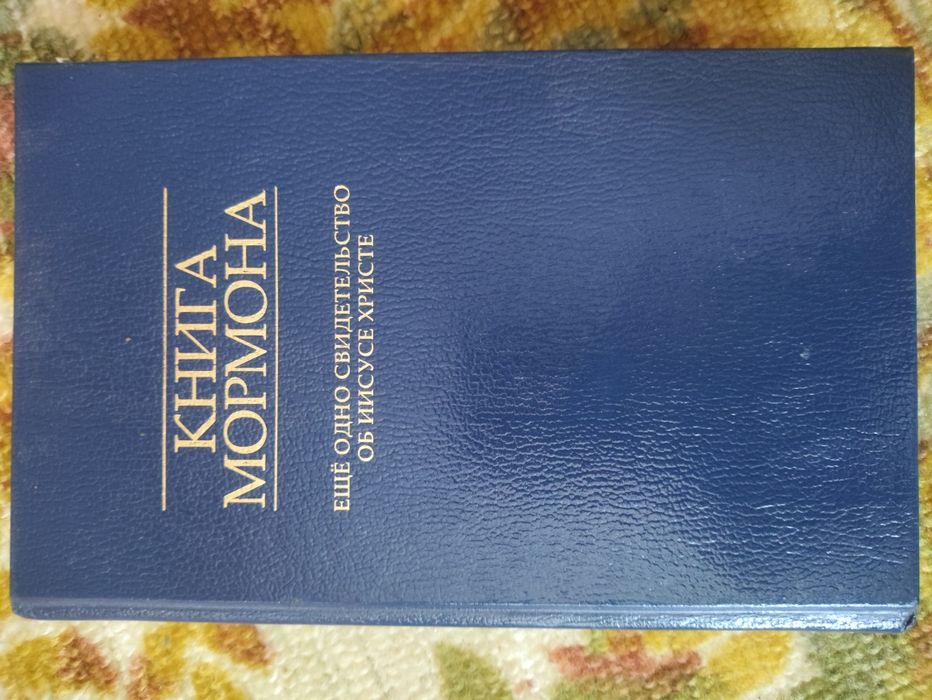 КНИГА
МОРМОНА
ЕЩЁ ОДНО СВИДЕТЕЛЬСТВО
ОБ ИИСУСЕ ХРИСТЕ